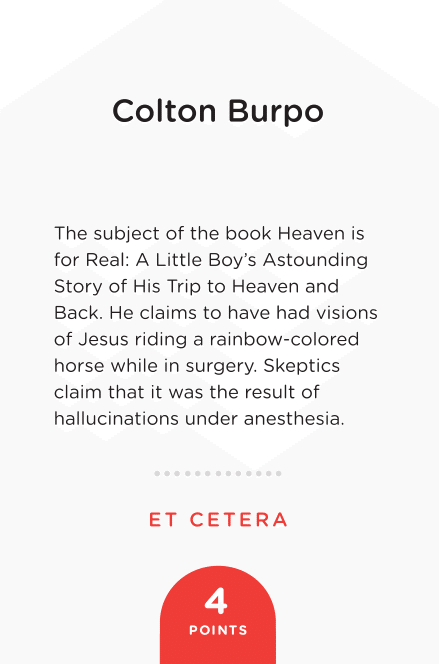 Colton Burpo
The subject of the book Heaven is
for Real: A Little Boy’s Astounding
Story of His Trip to Heaven and
Back. He claims to have had visions
of Jesus riding a rainbow-colored
horse while in surgery. Skeptics
claim that it was the result of
hallucinations under anesthesia.
ET CETERA
4
POINTS